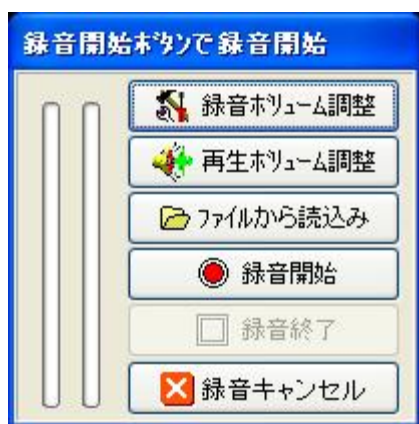 録音開始ﾎﾞﾀﾝで録音開始
録音ﾎﾞﾘｭｰﾑ調整
再生ﾎﾞﾘｭｰﾑ調整
ﾌｧｲﾙから読込み
録音開始
録音終了
録音キャンセル